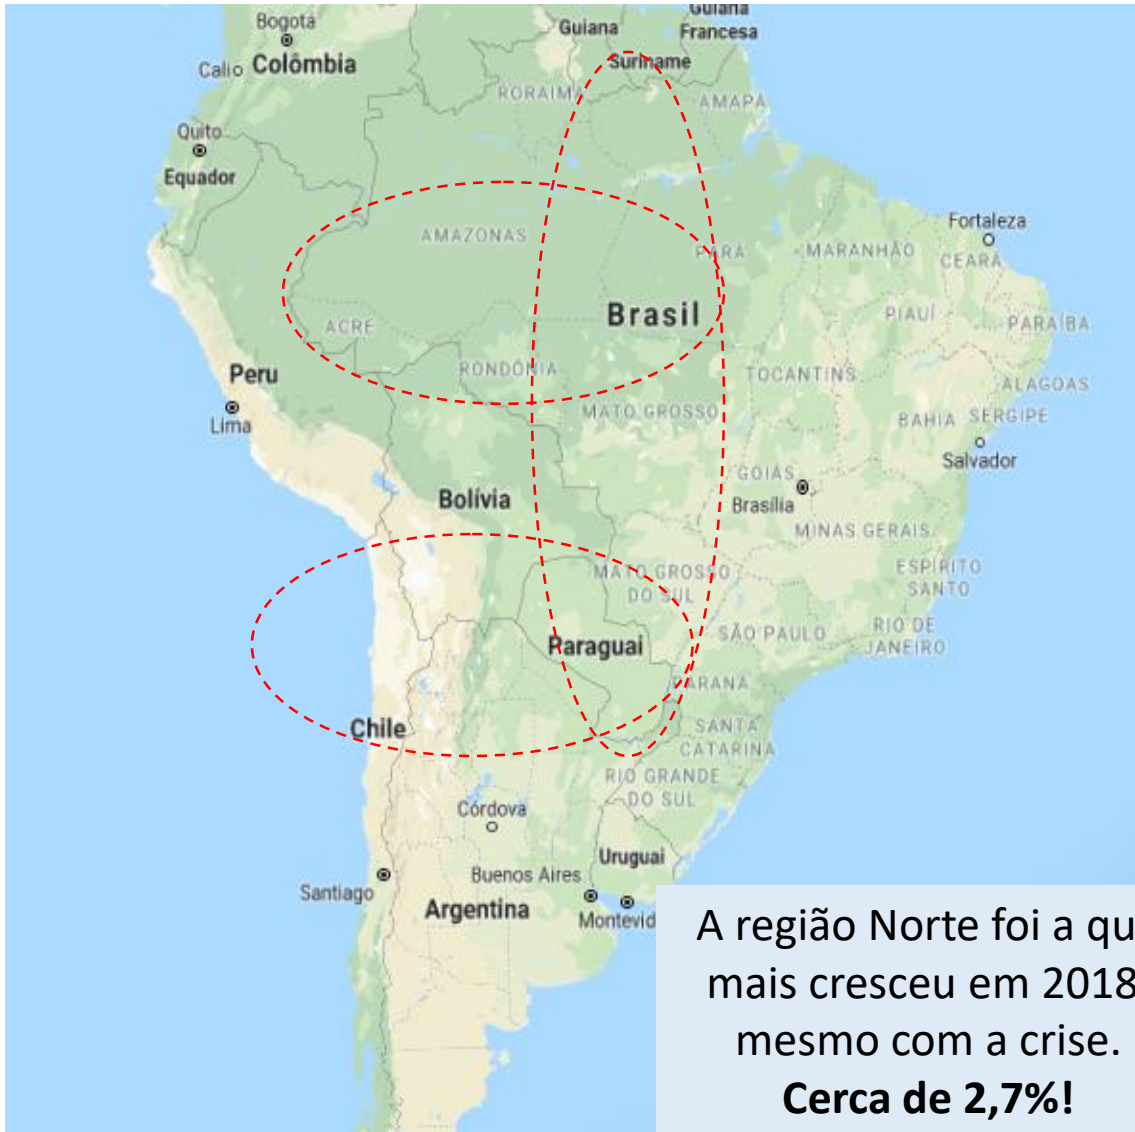 Bogotá
Guiana
Guiana
Francesa
Cali
Colômbia
Suriname
RORAIMA
AMAPÁ
Quito
Equador
Fortaleza
AMAZONAS
PARÁ
MARANHÃO
CEARÁ
Brasil
PIAUÍ
PARAÍBA
ACRE
Peru
RONDÔNIA
TOCANTINS
ALAGOAS
Lima
MATO GROSSO
BAHIA
SERGIPE
Salvador
GOIÁS
Brasília
Bolívia
MINAS GERAIS
MATO GROSSO
DO SUL
ESPÍRITO
SANTO
Paraguai
SÃO PAULO
RIO DE
JANEIRO
PARANÁ
Chile
SANTA
CATARINA
RIO GRANDE
DO SUL
Córdova
Uruguai
Santiago
Buenos Aires
Argentina
Montevid
A região Norte foi a qu
mais cresceu em 2018
mesmo com a crise.
Cerca de 2,7%!